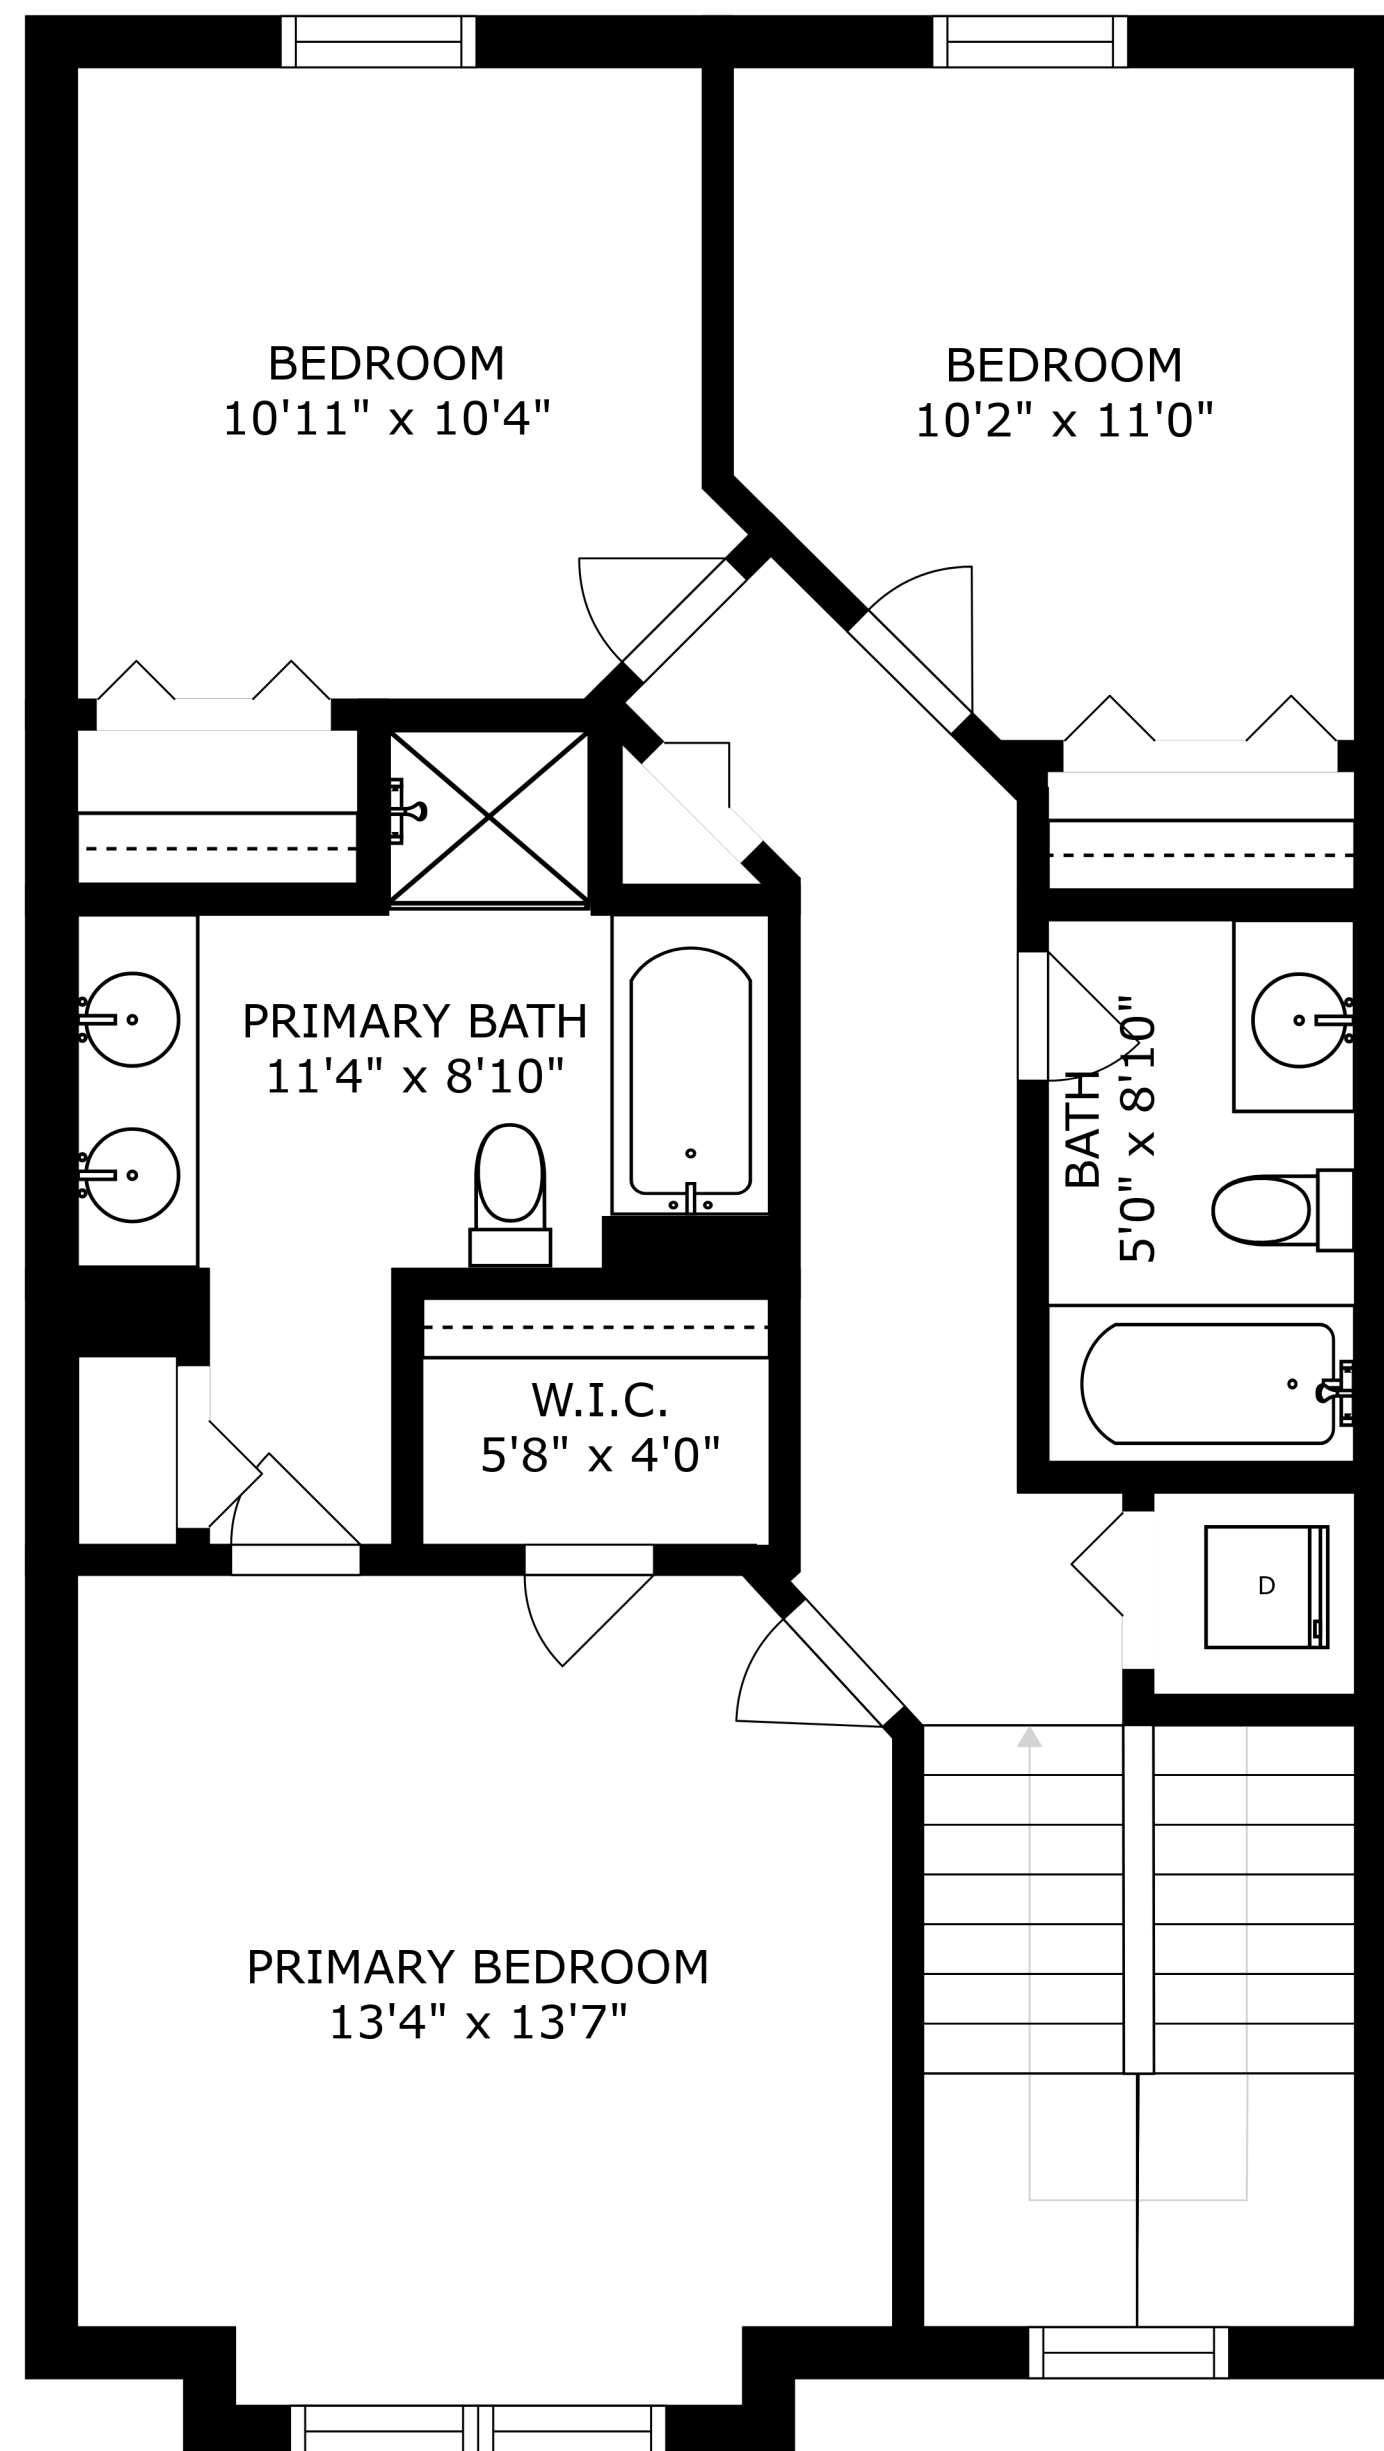 BEDROOM
10'11" x 10'4"
BEDROOM
10'2" x 11'0"
PRIMARY BATH
11'4" x 8'10"
BATH
5'0" x 8'10"
W.I.C.
5'8" x 4'0"
D
PRIMARY BEDROOM
13'4" x 13'7"